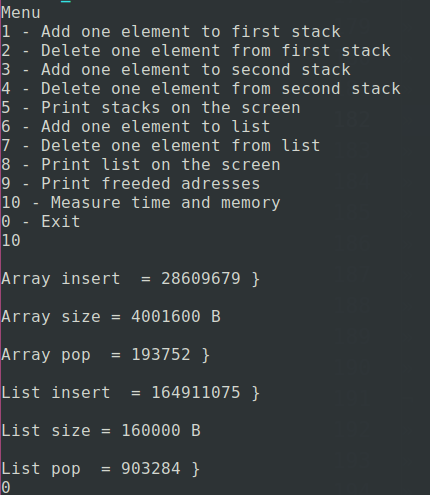 Menu
1 - Add one element to first stack
2 - Delete one element from first stack
3 - Add one element to second stack
4 - Delete one element from second stack
5 - Print stacks on the screen
6 - Add one element to list
7 - Delete one element from list
8 - Print list on the screen
9 - Print freeded adresses
10 - Measure time and memory
0 - Exit
10
Array insert  = 28609679 }
Array size = 4001600 B
Array pop  = 193752 }
List insert  = 164911075 }
List size = 160000 B
List pop  = 903284 }
0